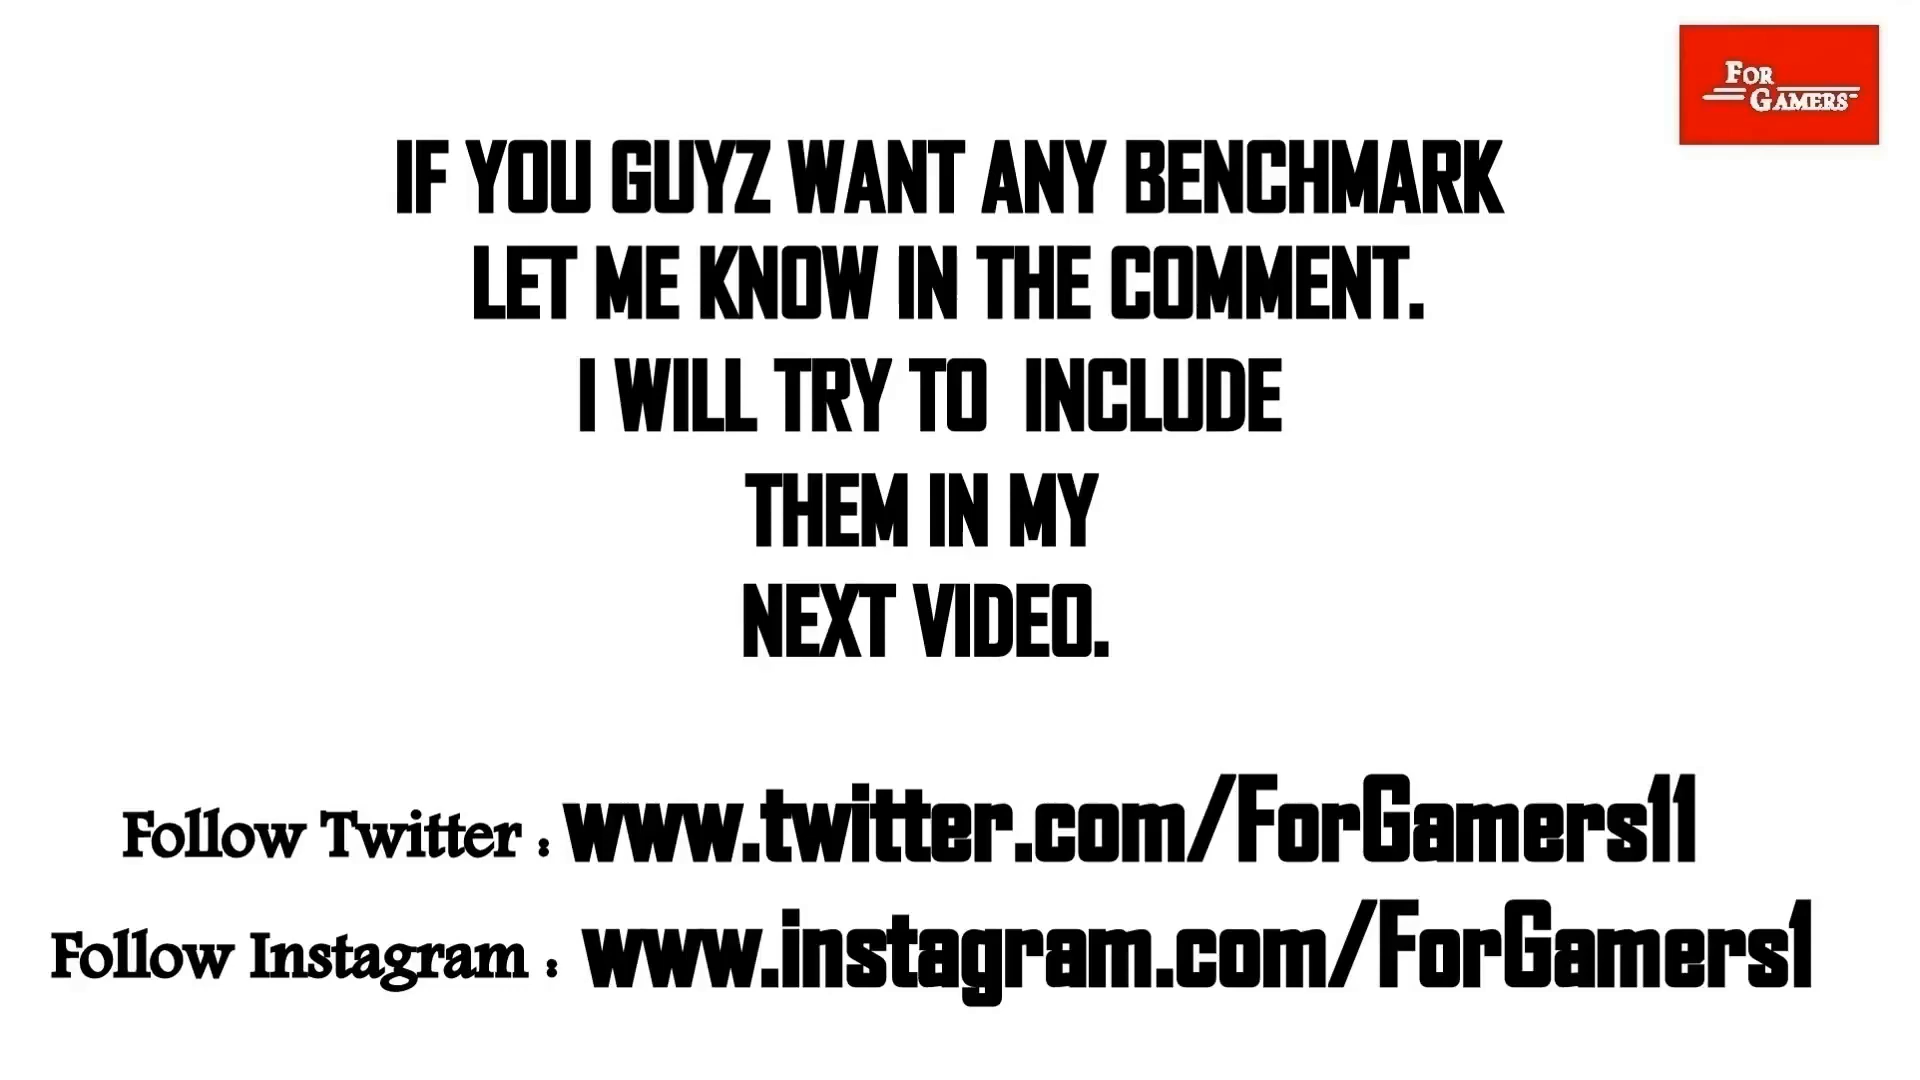 For
Gamers
IF YOU GUYZ WANT ANY BENCHMARK
LET ME KNOW IN THE COMMENT.
I WILL TRY TO INCLUDE
THEM IN MY
NEXT VIDEO.
Follow Twitter : www.twitter.com/ForGamers11
Follow Instagram : www.instagram.com/ForGamers1